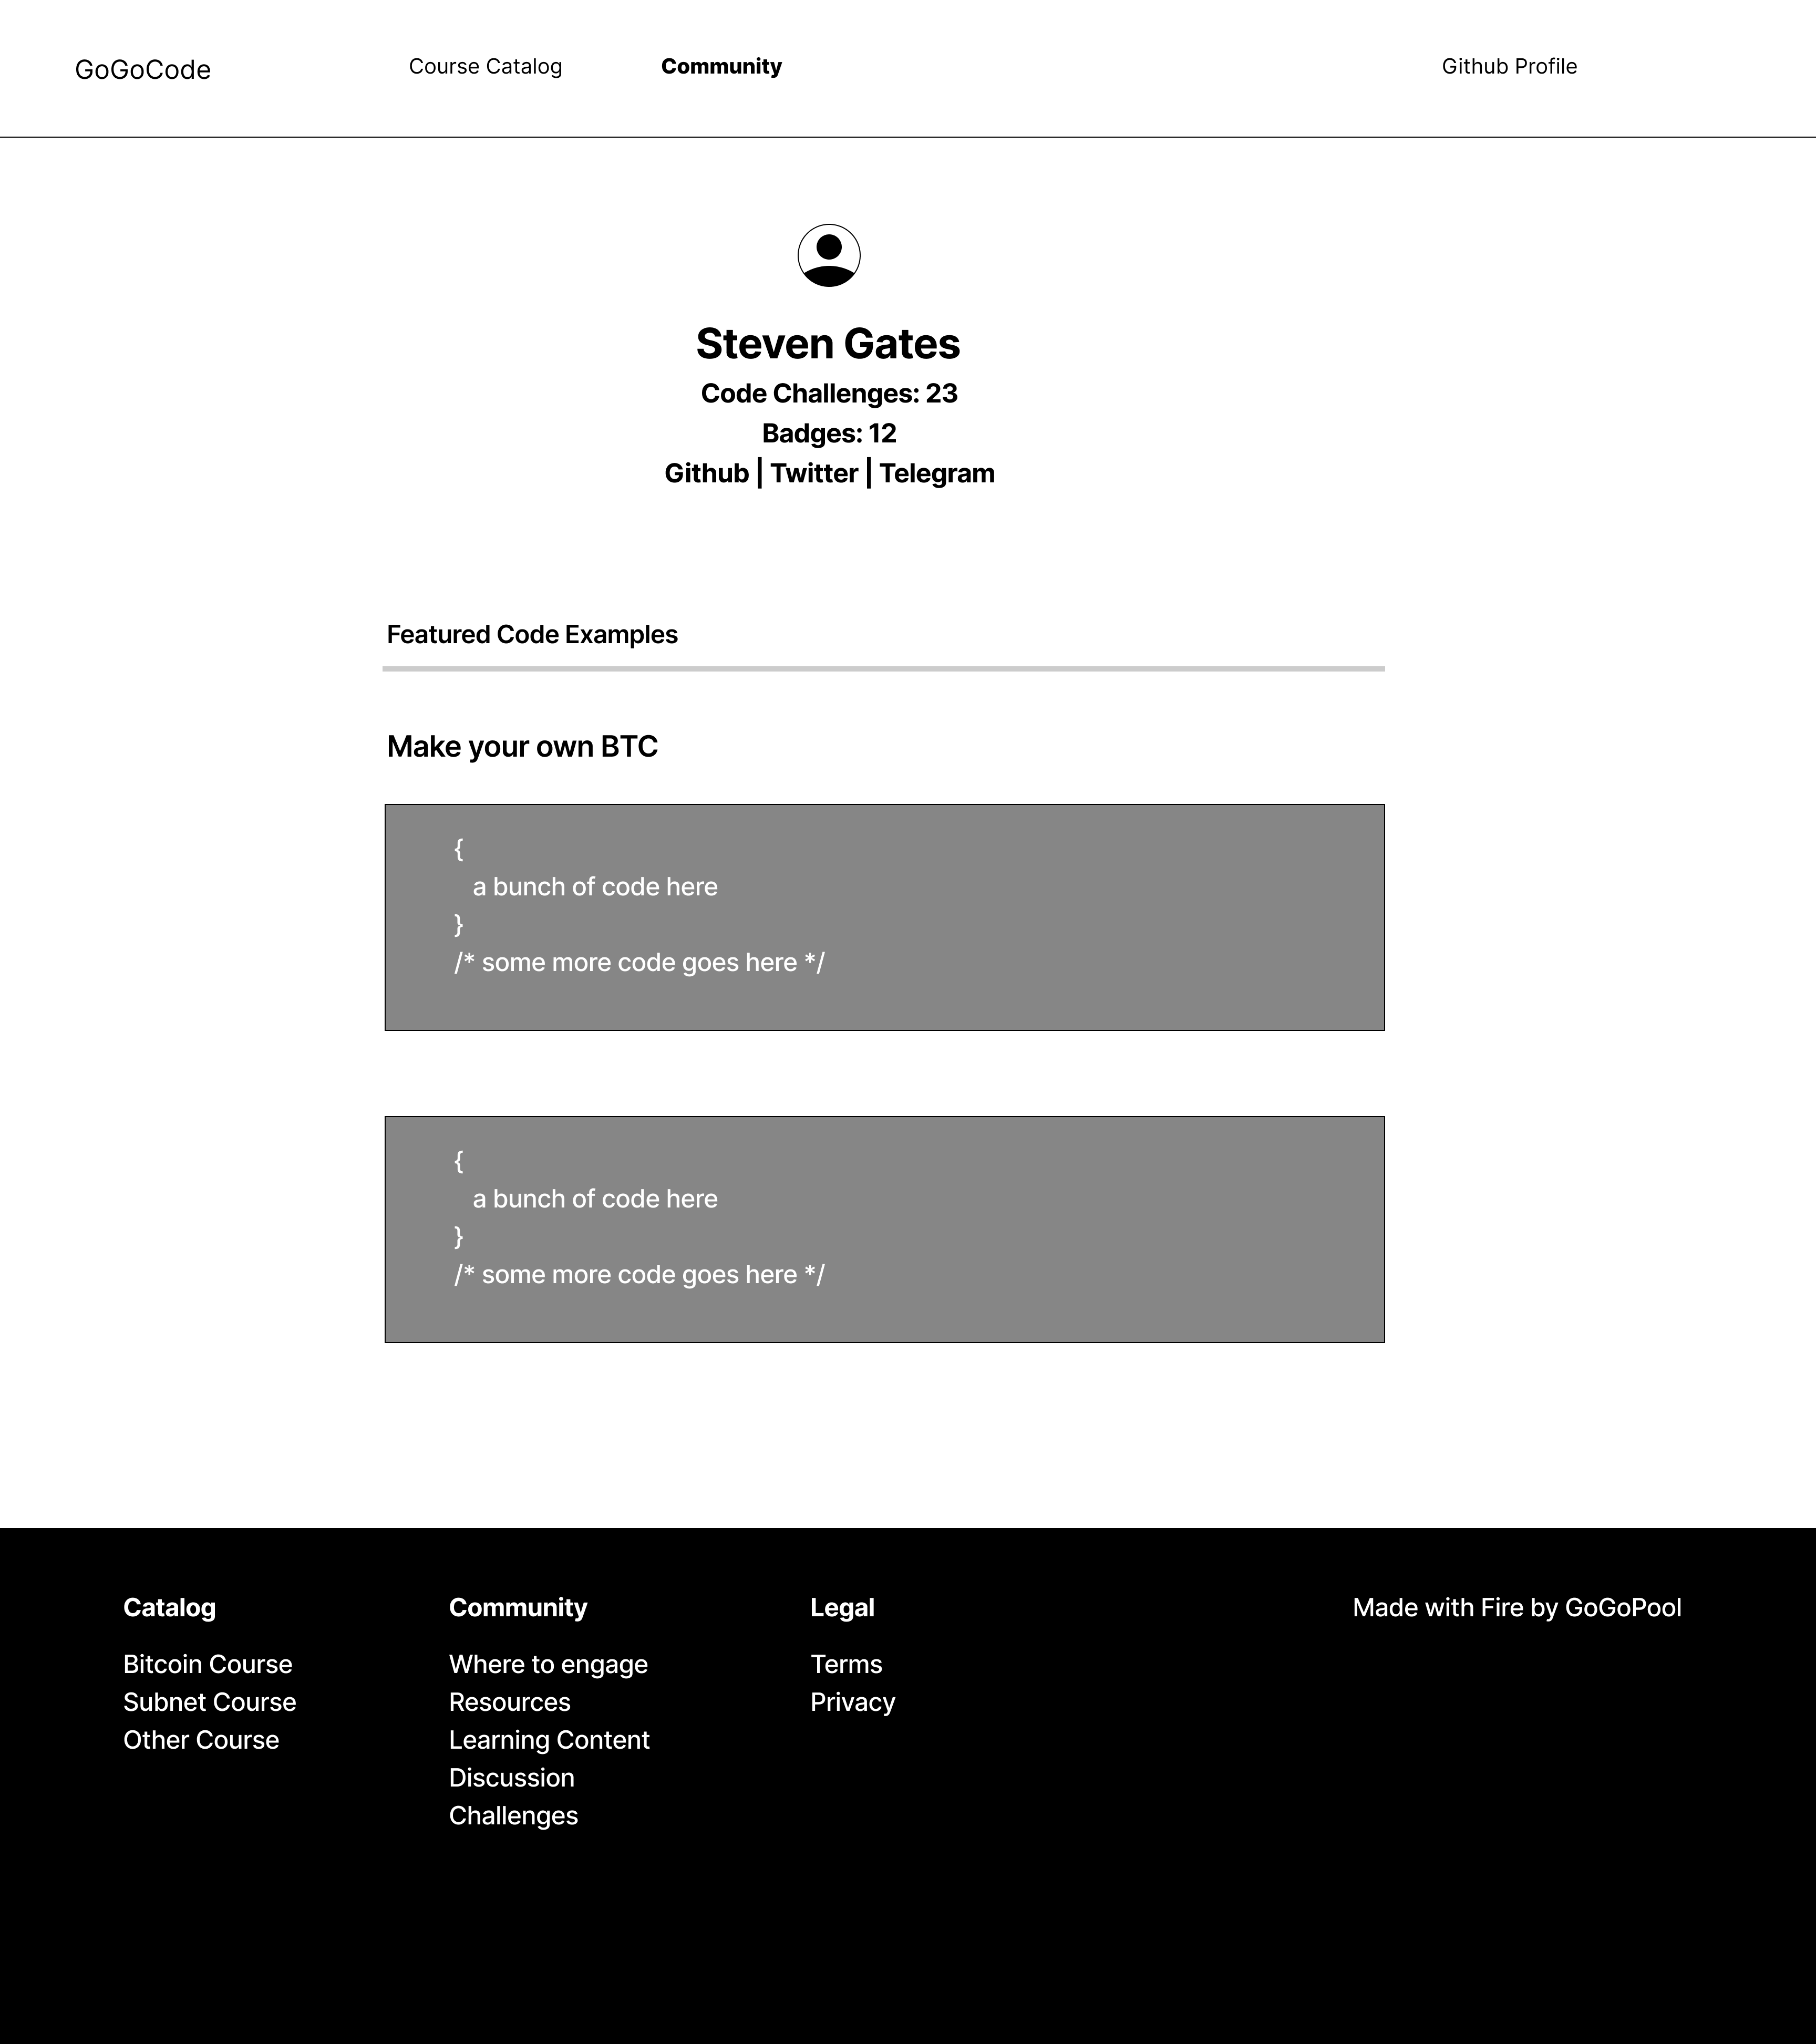 GoGoCode
Course Catalog
Community
Github Profile
Steven Gates
Code Challenges: 23
Badges: 12
Github | Twitter | Telegram
Featured Code Examples
Make your own BTC
{
a bunch of code here
}
/* some more code goes here */
{
a bunch of code here
}
/* some more code goes here */
Catalog
Bitcoin Course
Subnet Course
Other Course
Community
Where to engage
Resources
Learning Content
Discussion
Challenges
Legal
Terms
Privacy
Made with Fire by GoGoPool